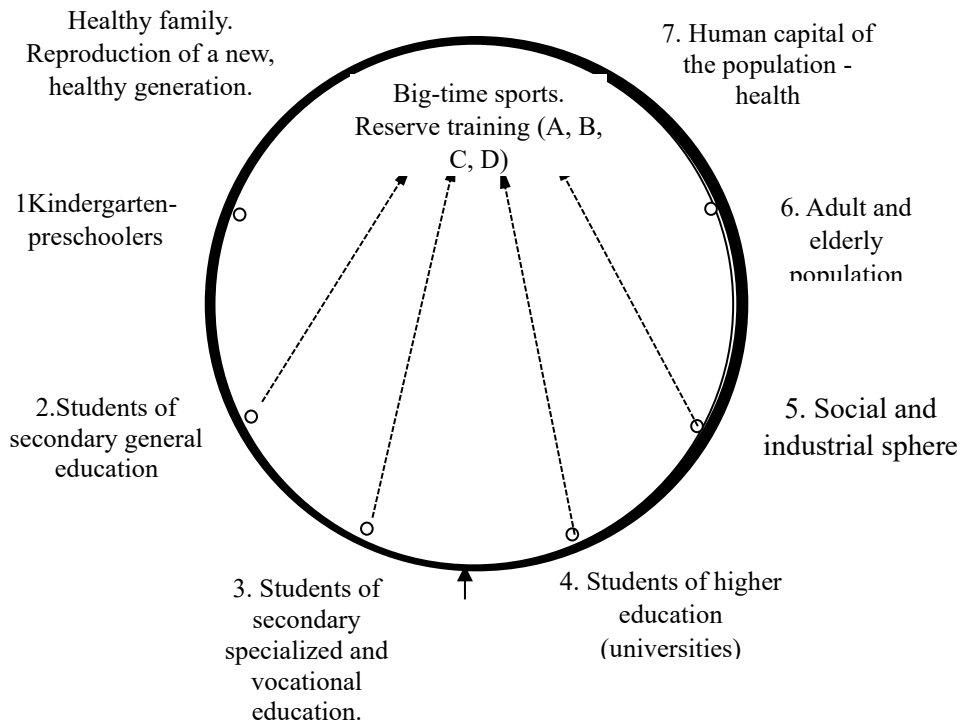 Healthy family.
Reproduction of a new,
healthy generation.
7. Human capital of
the population -
health
Big-time sports.
Reserve training (A, B,
C, D)
1Kindergarten-
preschoolers
6. Adult and
elderly
population
2.Students of
secondary general
education
5. Social and
industrial sphere
3. Students of
secondary
specialized and
vocational
education.
4. Students of higher
education
(universities)